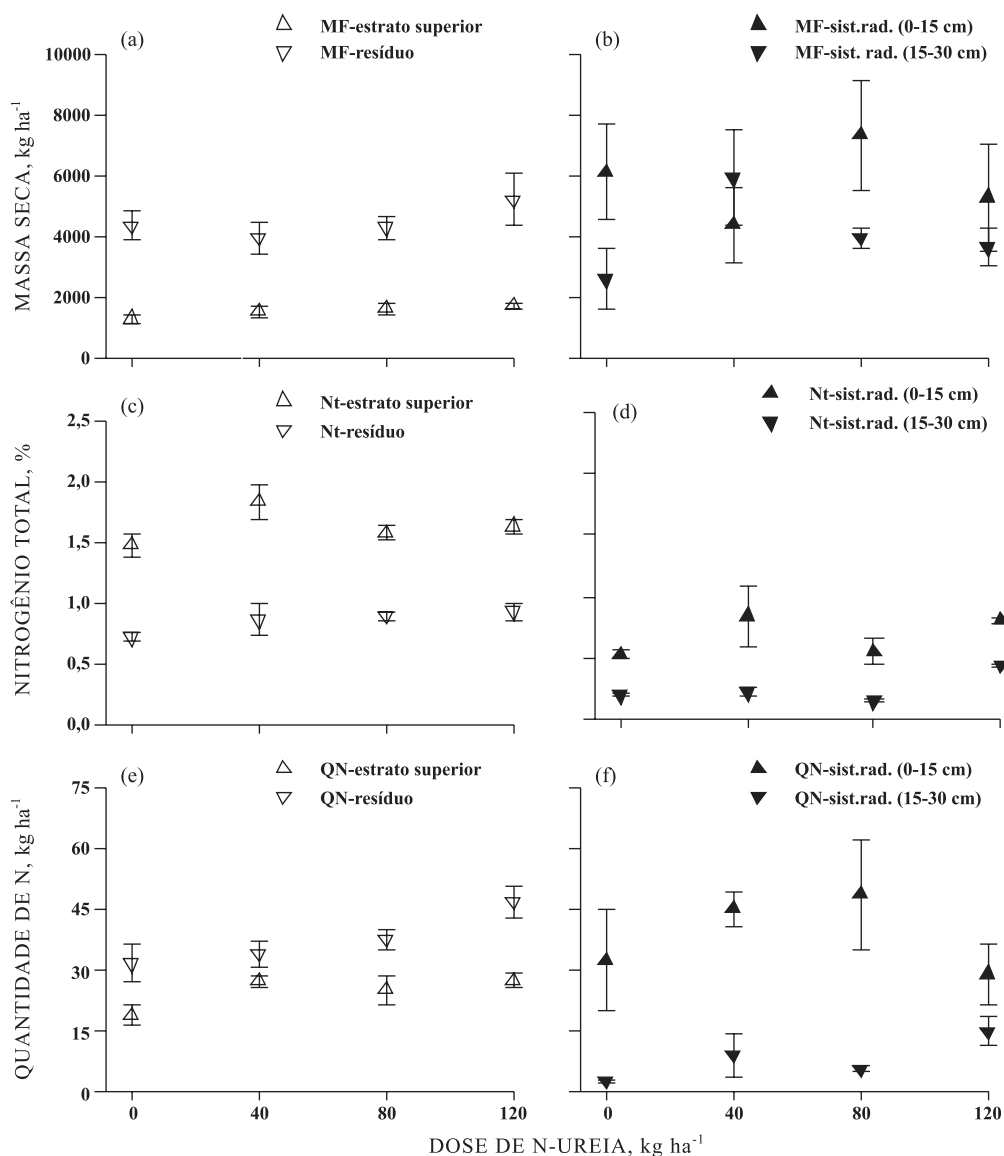 (a)
MF-estrato superior
MF-resíduo
(b)
MF-sist.rad. (0-15 cm)
MF-sist. rad. (15-30 cm)
MASSA SECA, kg ha-1
10000
8000
6000
4000
2000
0
(c)
Nt-estrato superior
Nt-resíduo
(d)
Nt-sist.rad. (0-15 cm)
Nt-sist.rad. (15-30 cm)
NITROGÊNIO TOTAL, %
2,5
2,0
1,5
1,0
0,5
0,0
(e)
QN-estrato superior
QN-resíduo
(f)
QN-sist.rad. (0-15 cm)
QN-sist.rad. (15-30 cm)
QUANTIDADE DE N, kg ha-1
75
60
45
30
15
0
0 40 80 120
0 40 80 120
DOSE DE N-UREIA, kg ha-1